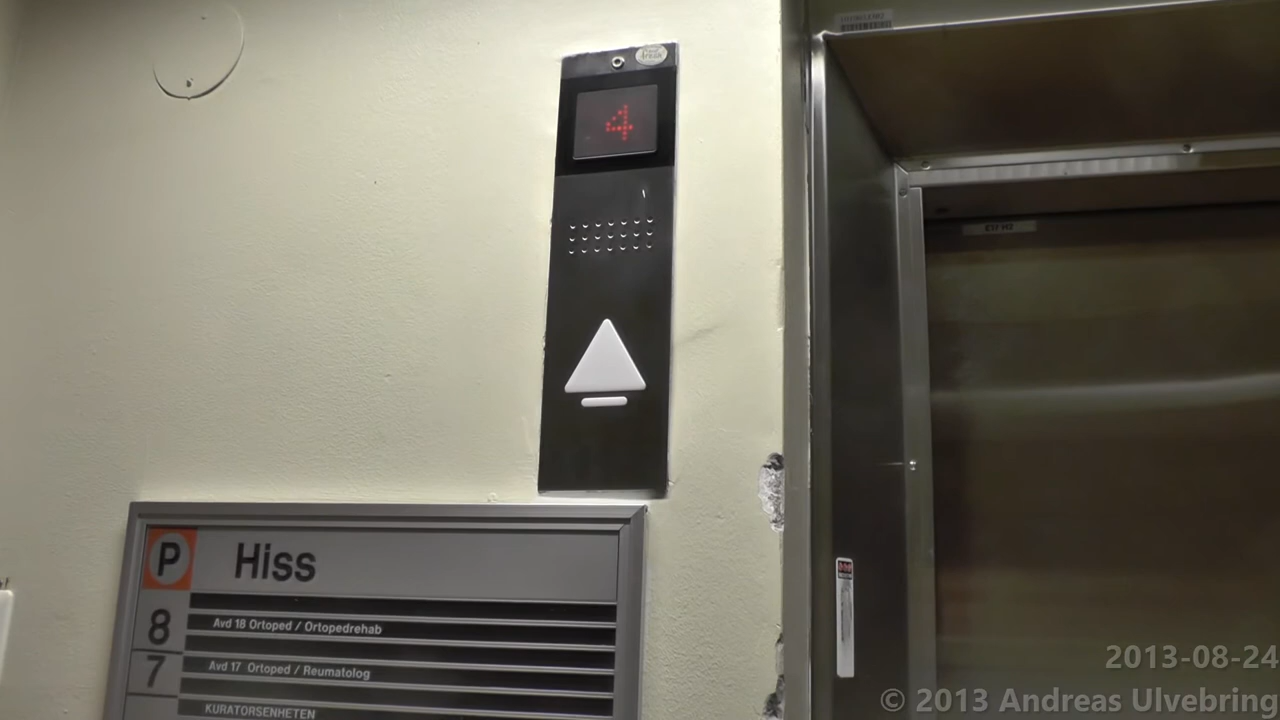 4
P Hiss
8 Avd 18 Ortoped / Ortopedrehab
7 Avd 17 Ortoped / Reumatolog
KURATORSENHETEN
2013-08-24
© 2013 Andreas Ulvebring